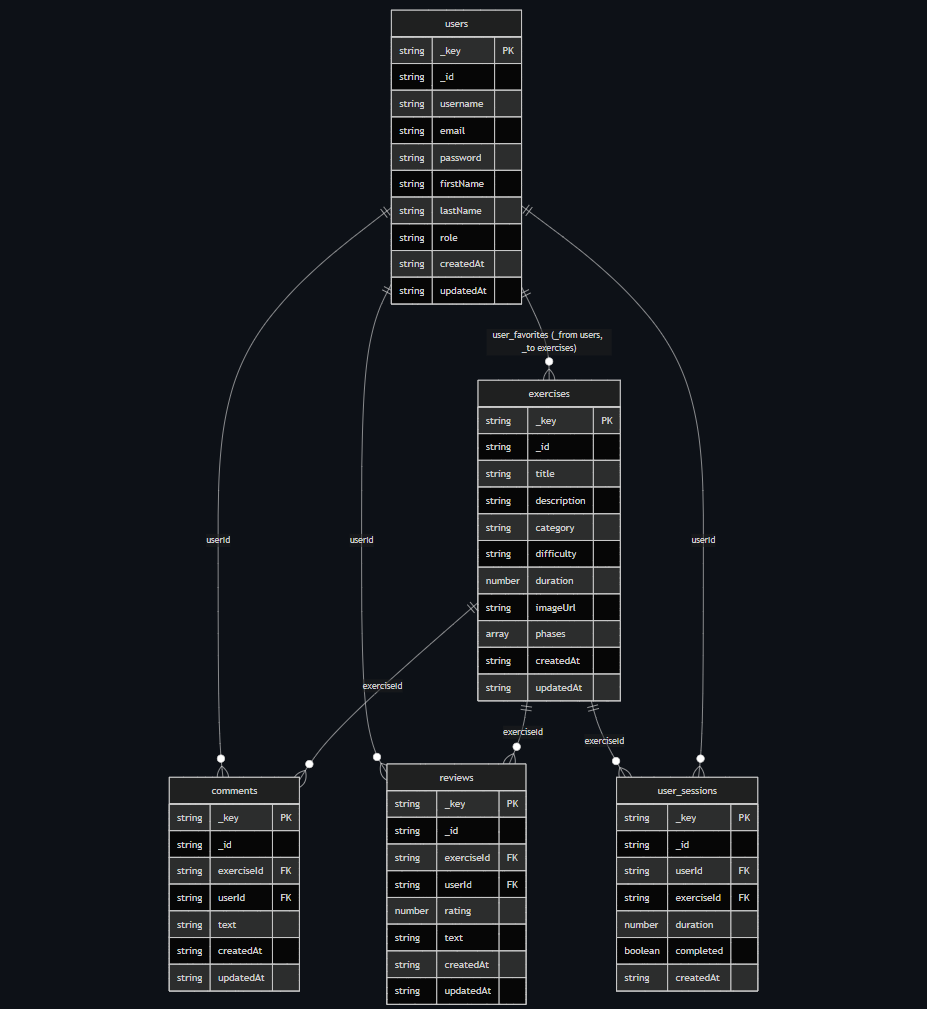 users
string _key PK
string _id
string username
string email
string password
string firstName
string lastName
string role
string createdAt
string updatedAt
user_favorites (_from users,
_to exercises)
exercises
string _key PK
string _id
string title
string description
string category
string difficulty
number duration
string imageUrl
array phases
string createdAt
string updatedAt
userId
userId
userId
exerciseId
exerciseId
exerciseId
comments
string _key PK
string _id
string exerciseId FK
string userId FK
string text
string createdAt
string updatedAt
reviews
string _key PK
string _id
string exerciseId FK
string userId FK
number rating
string text
string createdAt
string updatedAt
user_sessions
string _key PK
string _id
string userId FK
string exerciseId FK
number duration
boolean completed
string createdAt